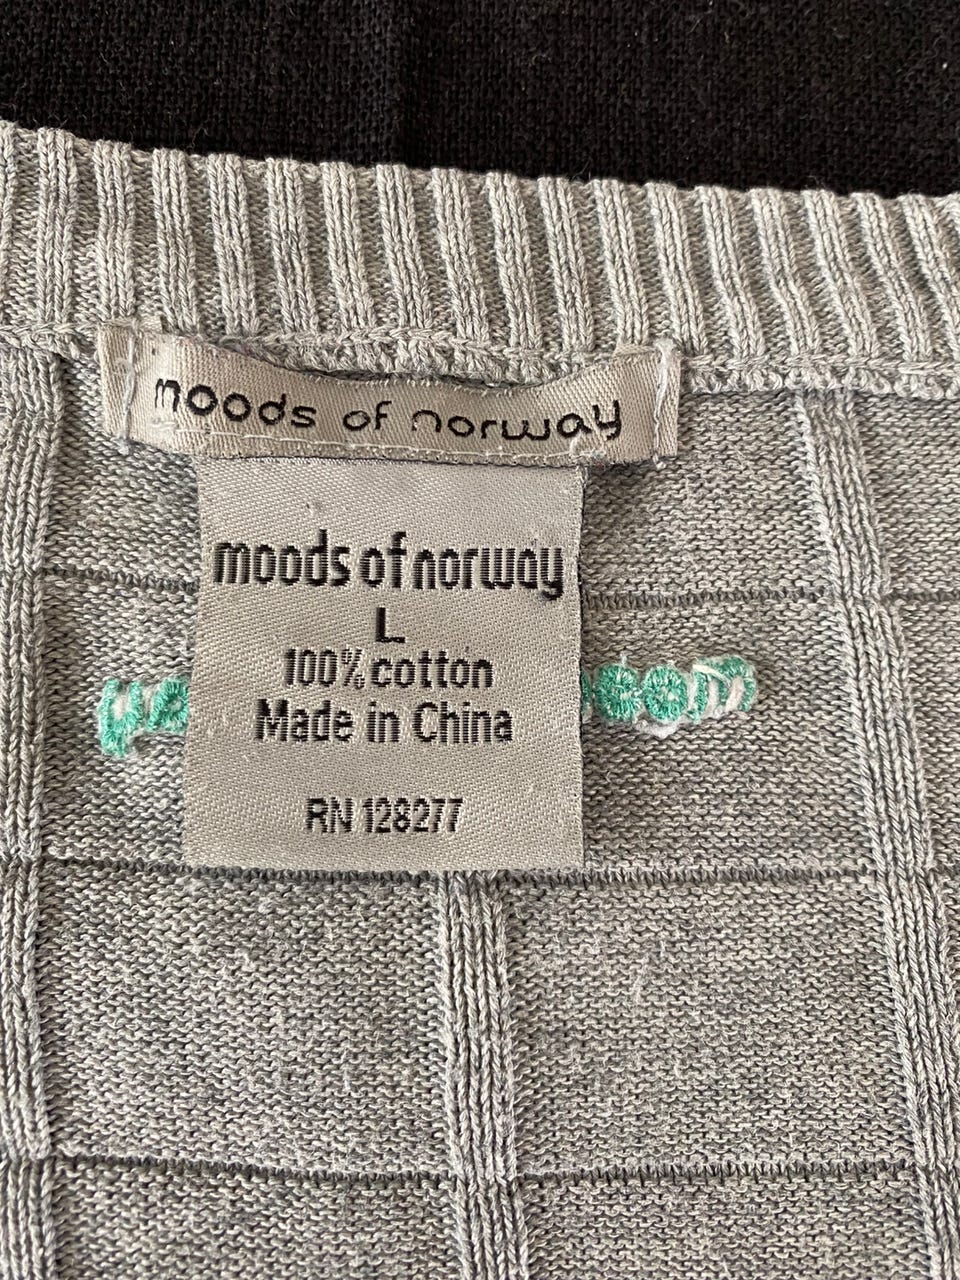 moods of norway
moods of norway
L
100% cotton
Made in China
RN 128277